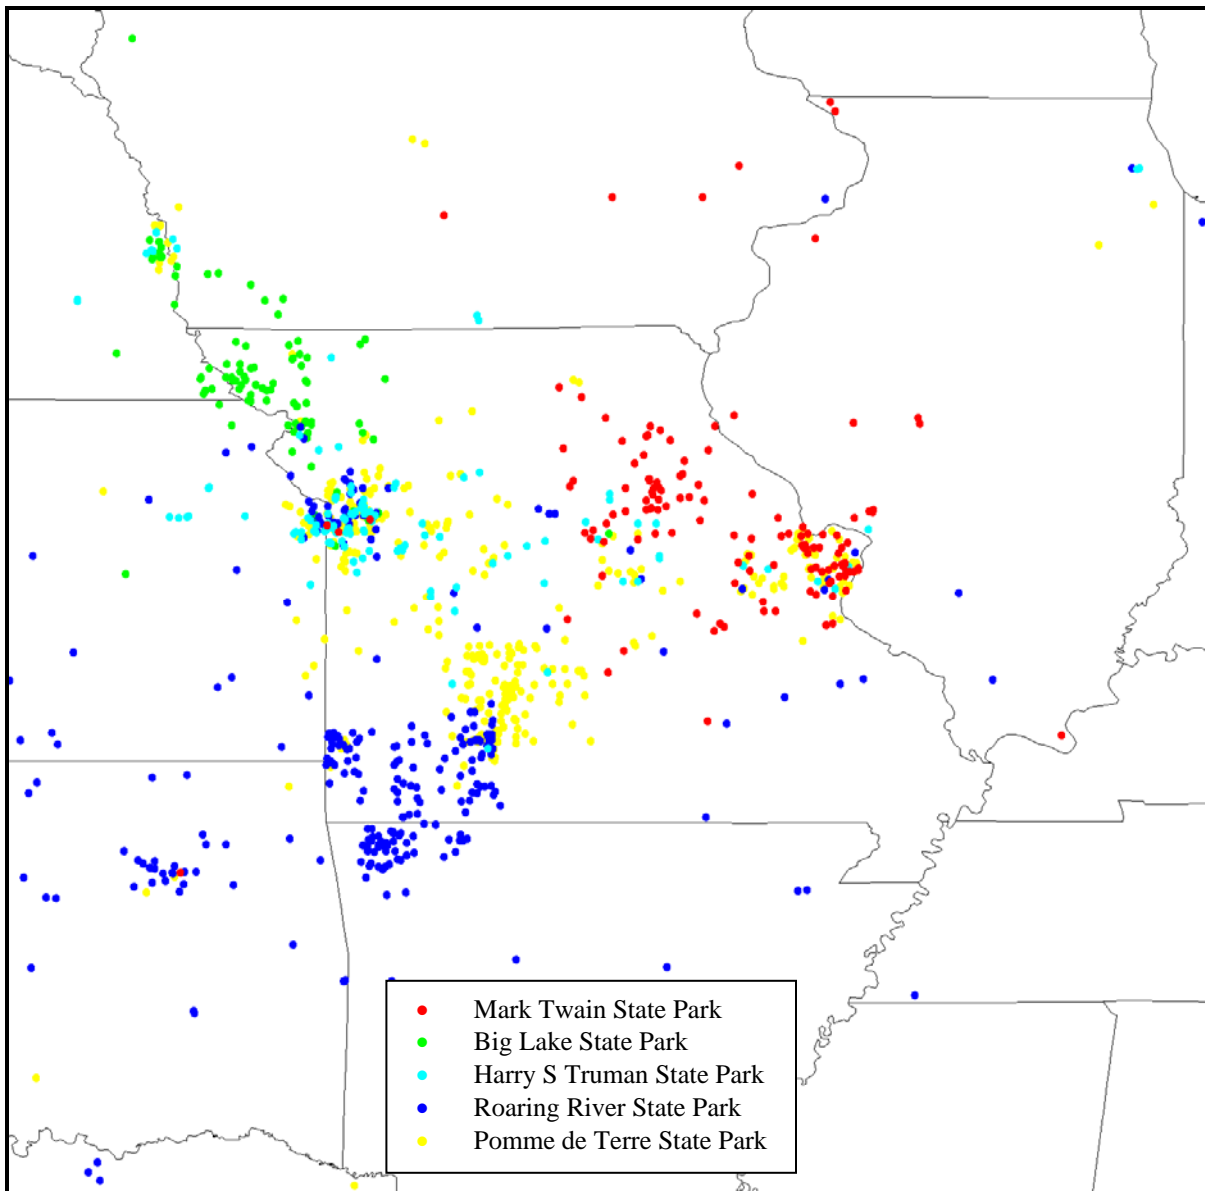 Mark Twain State Park
Big Lake State Park
Harry S Truman State Park
Roaring River State Park
Pomme de Terre State Park